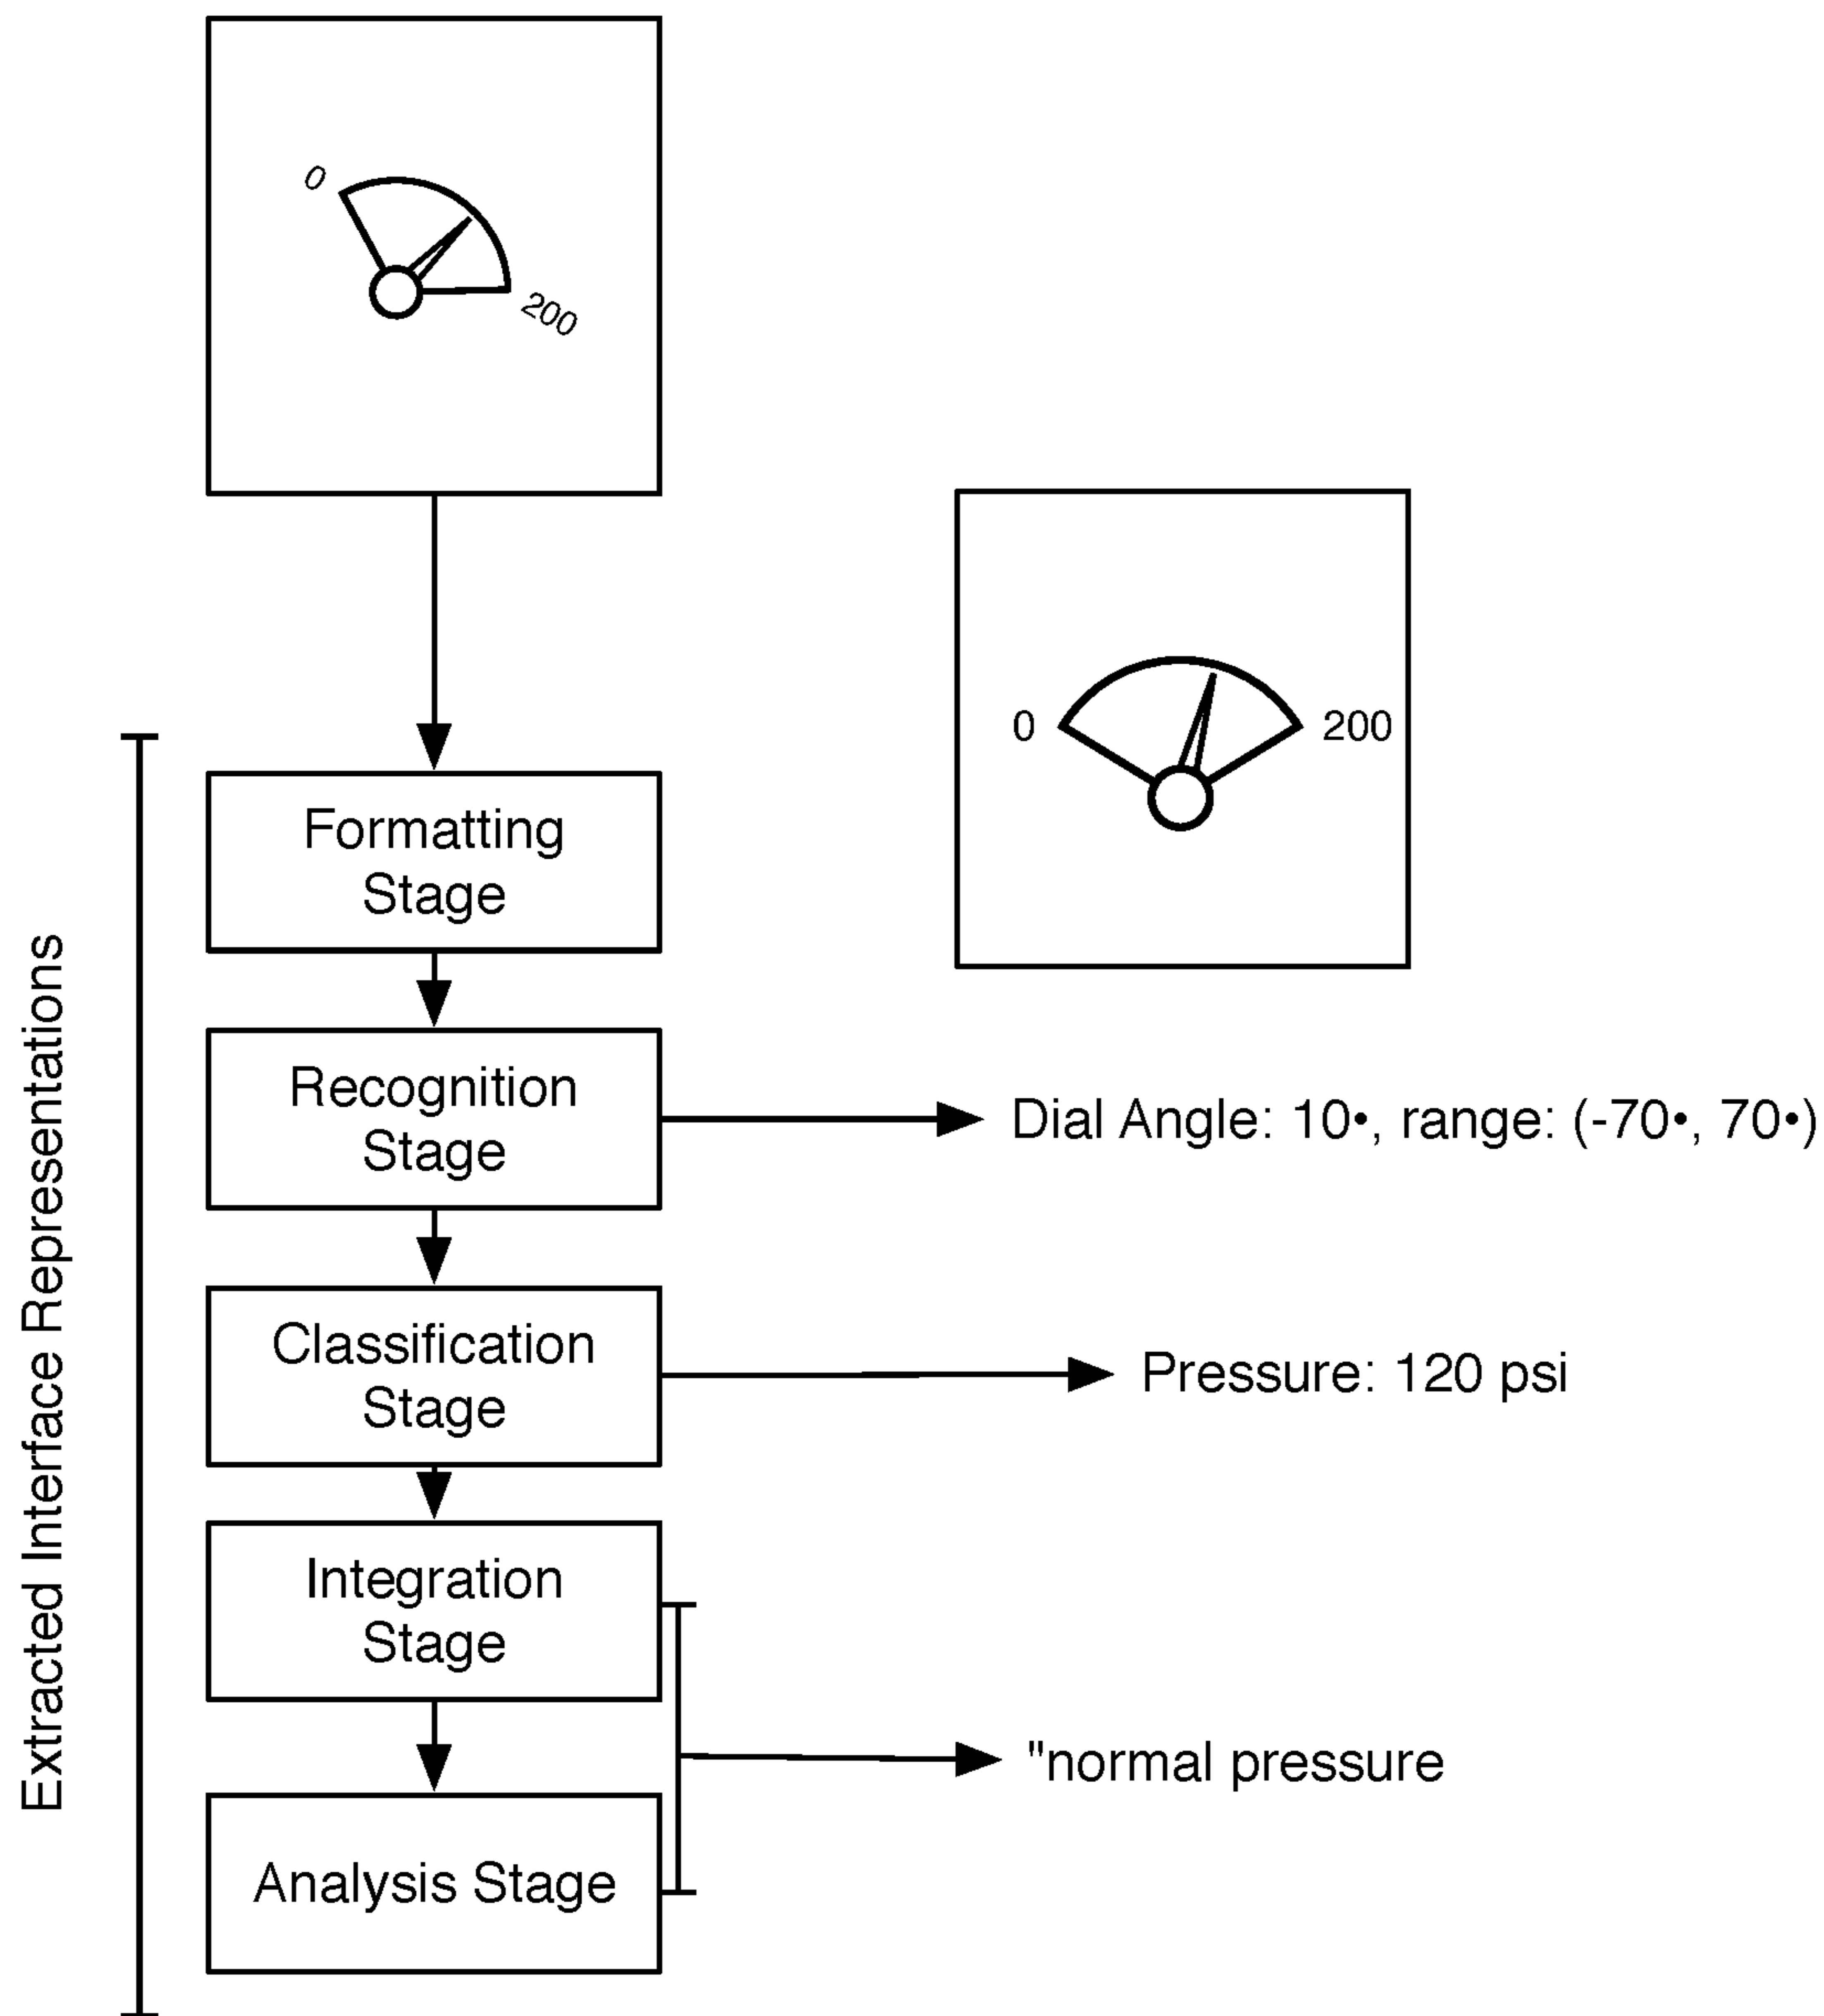 0
200
0
200
Formatting
Stage
Recognition
Stage
Dial Angle: 10•, range: (-70•, 70•)
Classification
Stage
Pressure: 120 psi
Integration
Stage
"normal pressure
Analysis Stage
Extracted Interface Representations